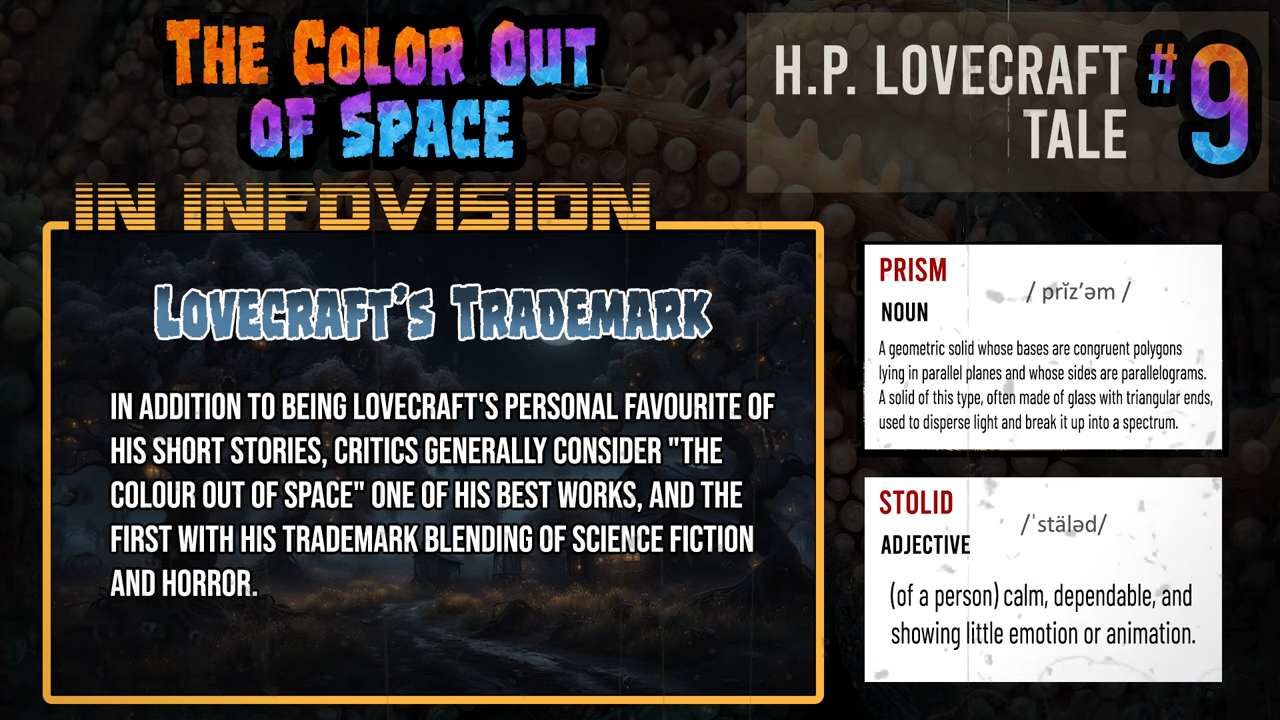 THE COLOR OUT
OF SPACE
H.P. LOVECRAFT
TALE
#9
IN INFOVISION
LOVECRAFT'S TRADEMARK
IN ADDITION TO BEING LOVECRAFT'S PERSONAL FAVOURITE OF
HIS SHORT STORIES, CRITICS GENERALLY CONSIDER "THE
COLOUR OUT OF SPACE" ONE OF HIS BEST WORKS, AND THE
FIRST WITH HIS TRADEMARK BLENDING OF SCIENCE FICTION
AND HORROR.
PRISM
/ prĭz′əm /
NOUN
A geometric solid whose bases are congruent polygons
lying in parallel planes and whose sides are parallelograms.
A solid of this type, often made of glass with triangular ends,
used to disperse light and break it up into a spectrum.
STOLID
/ˈstäləd/
ADJECTIVE
(of a person) calm, dependable, and
showing little emotion or animation.